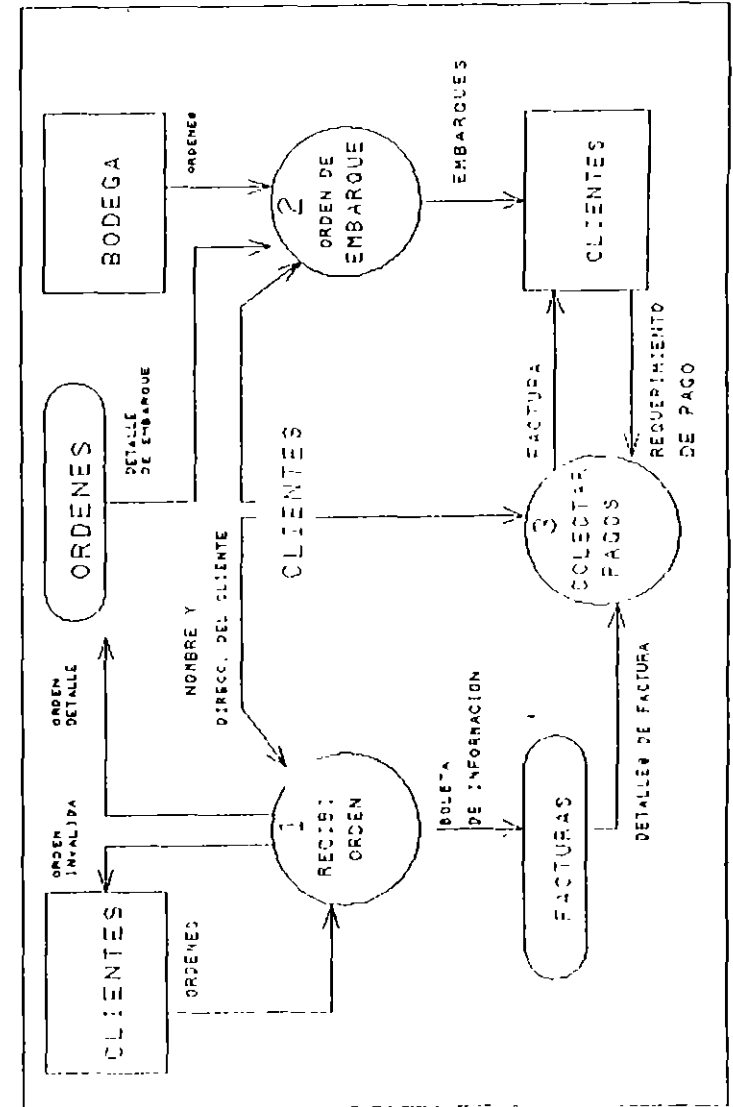 CLIENTES
ORDEN
INVALIDA
ORDEN
DETALLE
ORDENES
BODEGA
DETALLE
DE EMBARQUE
ORDENES
ORDENES
NOMBRE Y
DIRECC. DEL CLIENTE
1
RECIBI
ORDEN
CLIENTES
2
ORDEN DE
EMBARQUE
BOLETA
DE INFORMACION
EMBARQUES
FACTURAS
3
COLECTAR
PAGOS
FACTURA
CLIENTES
DETALLES DE FACTURA
REQUERIMIENTO
DE PAGO